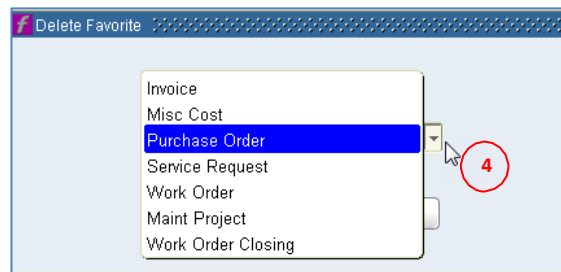 f Delete Favorite
Invoice
Misc Cost
Purchase Order
4
Service Request
Work Order
Maint Project
Work Order Closing